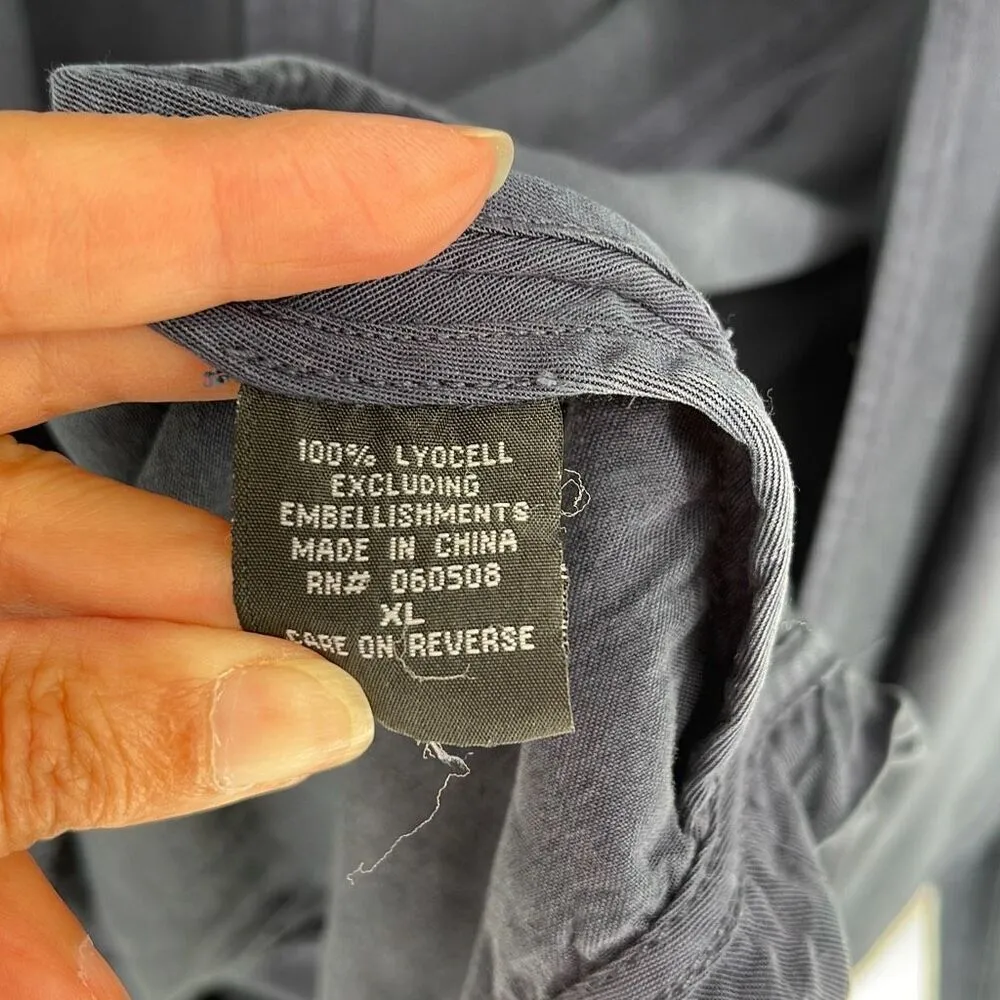 100% LYOCELL
EXCLUDING
EMBELLISHMENTS
MADE IN CHINA
RN# 060508
XL
CARE ON REVERSE